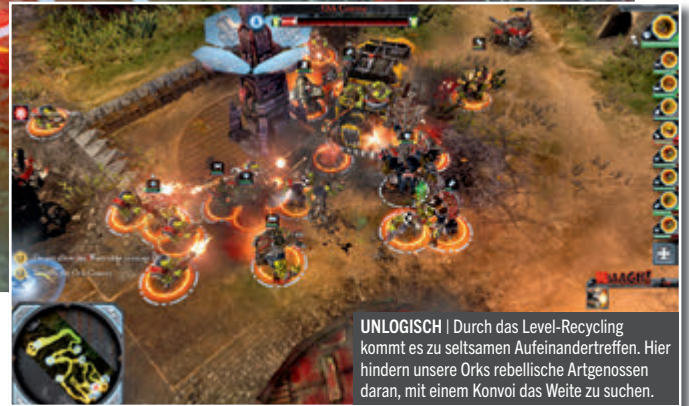 UNLOGISCH | Durch das Level-Recycling
kommt es zu seltsamen Aufeinandertreffen. Hier
hindern unsere Orks rebellische Artgenossen
daran, mit einem Konvoi das Weite zu suchen.
WAAGH!